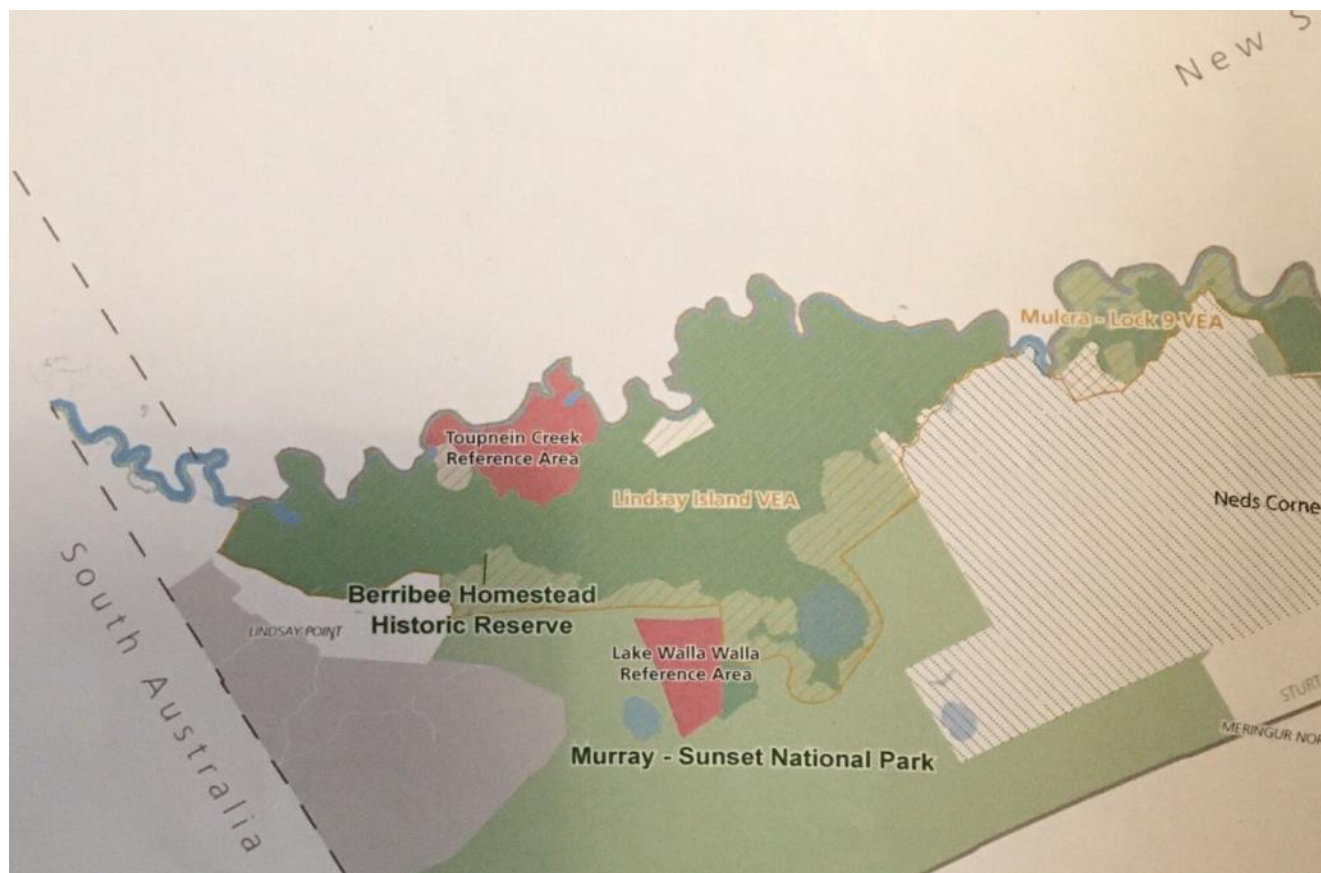 New S
Mulcra - Lock 9 VEA
Toupnein Creek
Reference Area
Lindsay Island VEA
Neds Corne
Berribee Homestead
Historic Reserve
LINDSAY POINT
Lake Walla Walla
Reference Area
South Australia
STURT
MERINGUR NOR
Murray - Sunset National Park